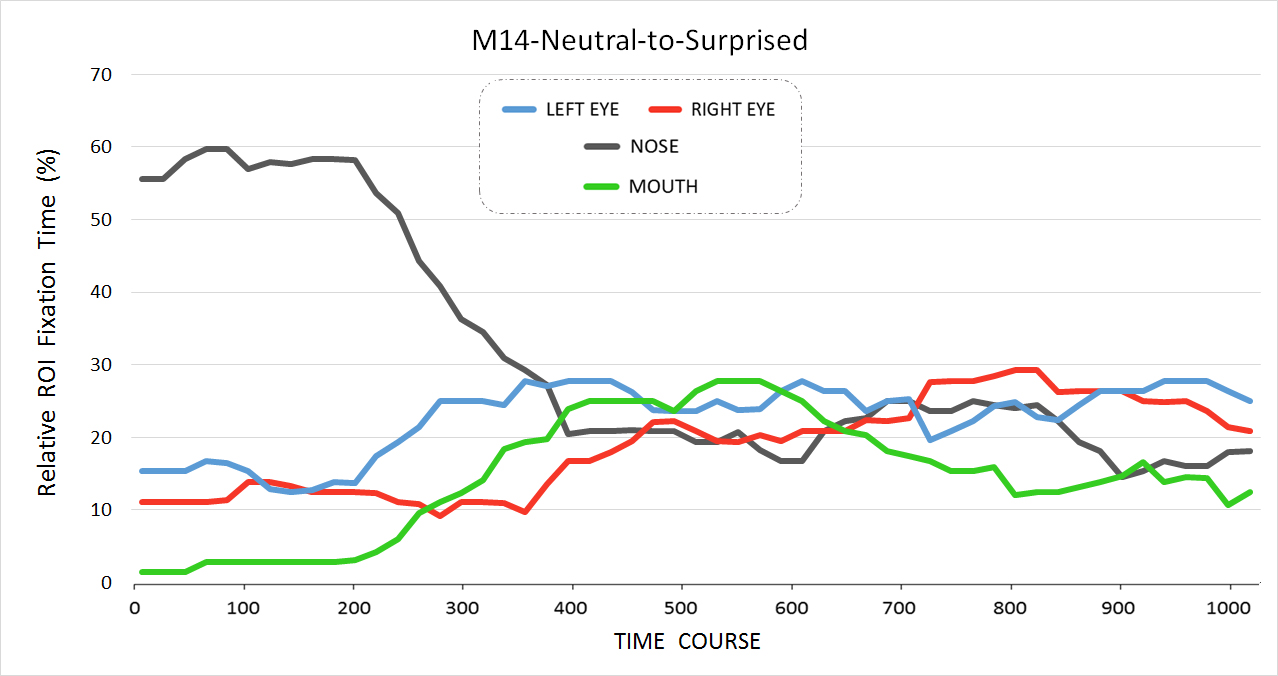 M14-Neutral-to-Surprised
LEFT EYE RIGHT EYE
NOSE
MOUTH
Relative ROI Fixation Time (%)
70
60
50
40
30
20
10
0
0 100 200 300 400 500 600 700 800 900 1000
TIME COURSE